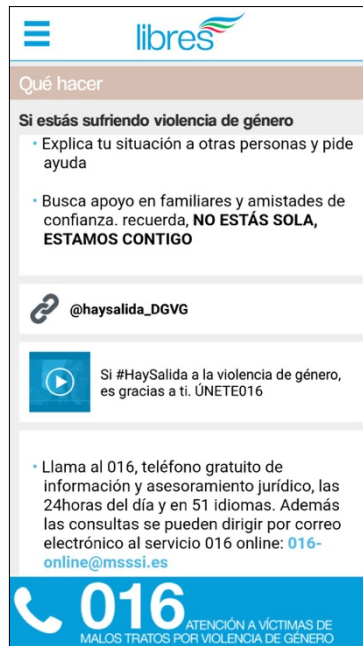 libres
Qué hacer
Si estás sufriendo violencia de género
• Explica tu situación a otras personas y pide
ayuda
• Busca apoyo en familiares y amistades de
confianza. recuerda, NO ESTÁS SOLA,
ESTAMOS CONTIGO
@haysalida_DGVG
Si #HaySalida a la violencia de género,
es gracias a ti. ÚNETE016
• Llama al 016, teléfono gratuito de
información y asesoramiento jurídico, las
24horas del día y en 51 idiomas. Además
las consultas se pueden dirigir por correo
electrónico al servicio 016 online: 016-
online@msssi.es
016 ATENCIÓN A VÍCTIMAS DE
MALOS TRATOS POR VIOLENCIA DE GÉNERO